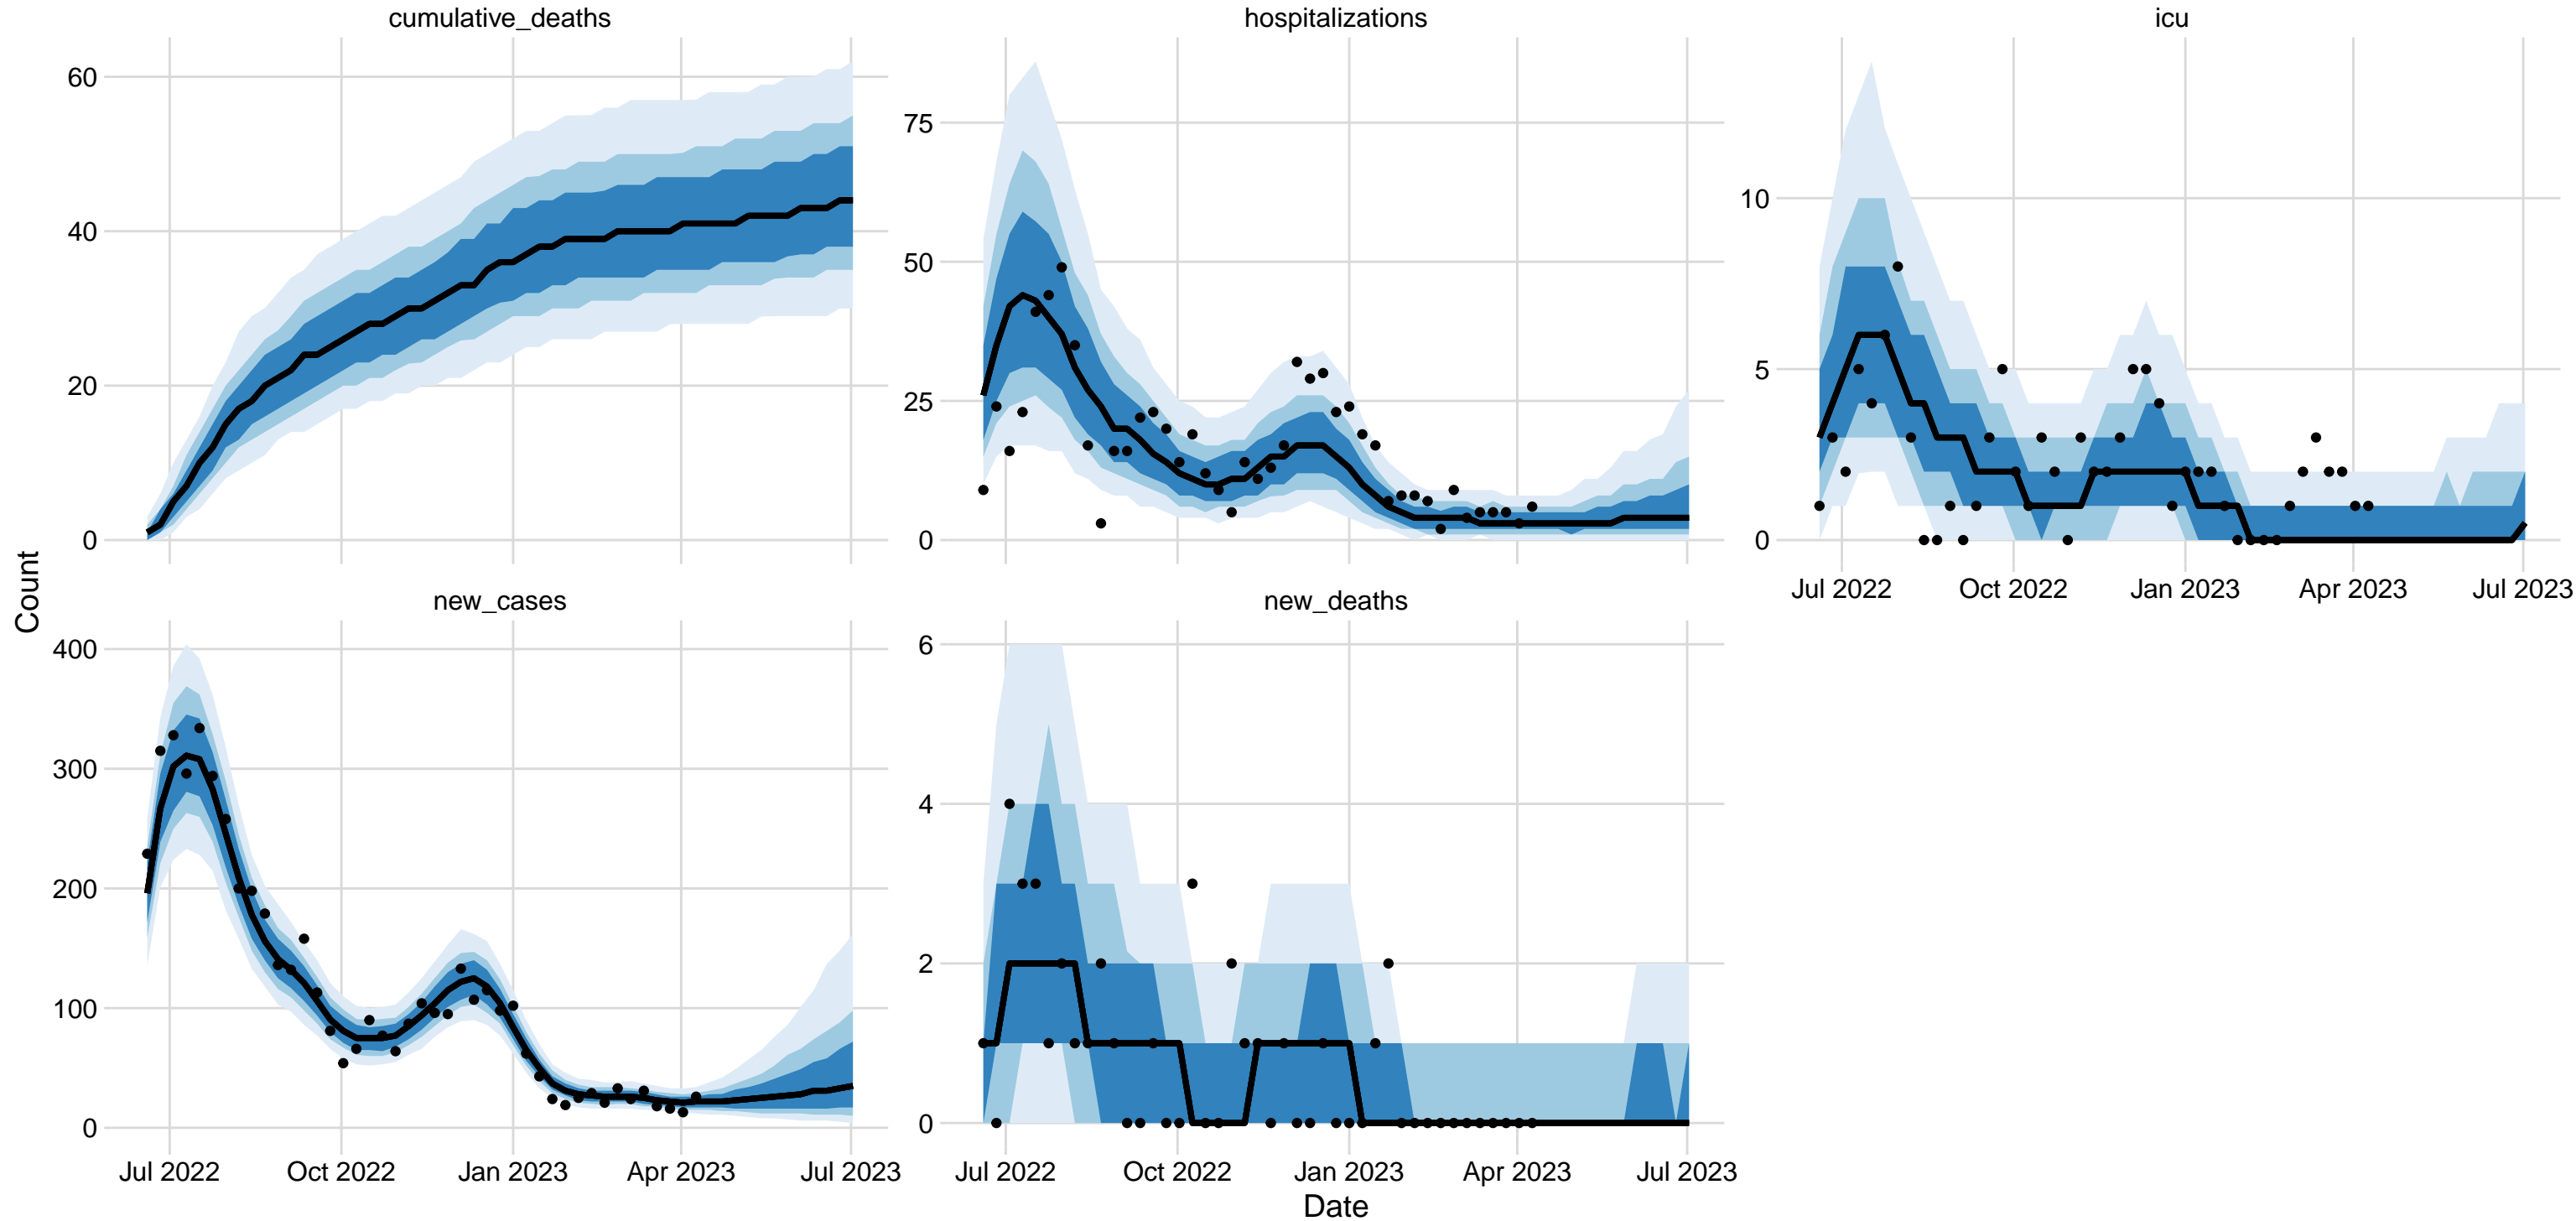 cumulative_deaths
hospitalizations
icu
60
40
20
0
75
50
25
0
10
5
0
Jul 2022
Oct 2022
Jan 2023
Apr 2023
Jul 2023
Count
new_cases
new_deaths
400
300
200
100
0
6
4
2
0
Jul 2022
Oct 2022
Jan 2023
Apr 2023
Jul 2023
Jul 2022
Oct 2022
Jan 2023
Apr 2023
Jul 2023
Date